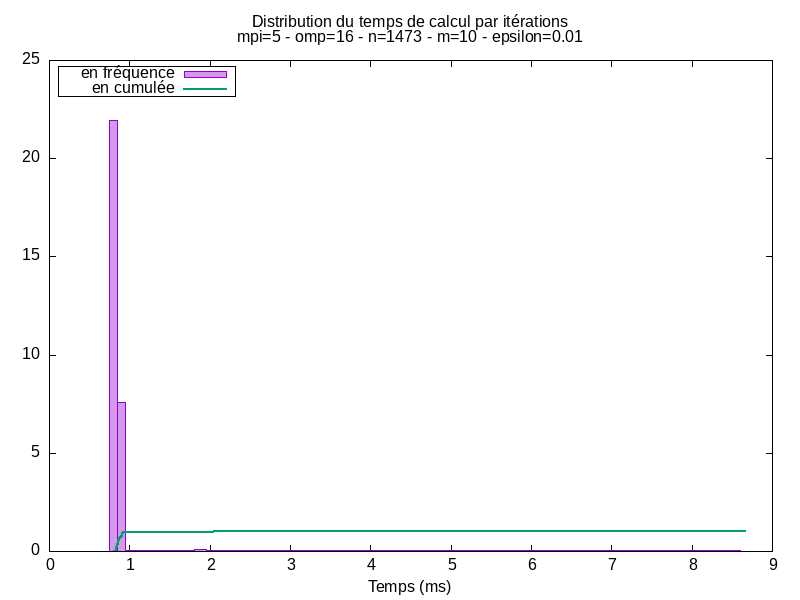 Distribution du temps de calcul par itérations
mpi=5 - omp=16 - n=1473 - m=10 - epsilon=0.01
en fréquence
en cumulée
25
20
15
10
5
0
0 1 2 3 4 5 6 7 8 9
Temps (ms)